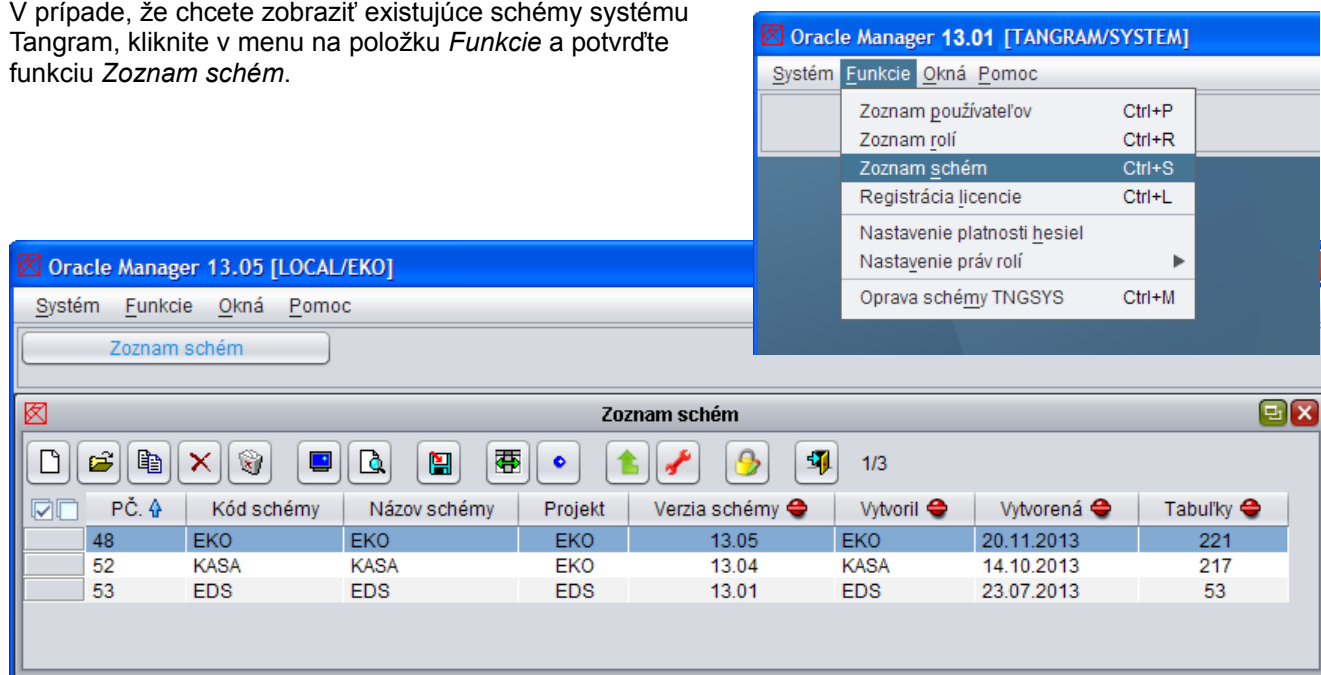 V prípade, že chcete zobraziť existujúce schémy systému
Tangram, kliknite v menu na položku Funkcie a potvrďte
funkciu Zoznam schém.
Oracle Manager 13.01 [TANGRAM/SYSTEM]
Systém Funkcie Okná Pomoc
Zoznam používateľov Ctrl+P
Zoznam rolí Ctrl+R
Zoznam schém Ctrl+S
Registrácia licencie Ctrl+L
Nastavenie platnosti hesiel
Nastavenie práv rolí
Oprava schémy TNGSYS Ctrl+M
Oracle Manager 13.05 [LOCAL/EKO]
Systém Funkcie Okná Pomoc
Zoznam schém
Zoznam schém
1/3
PČ. Kód schémy Názov schémy Projekt Verzia schémy Vytvoril Vytvorená Tabuľky
48 EKO EKO EKO 13.05 EKO 20.11.2013 221
52 KASA KASA EKO 13.04 KASA 14.10.2013 217
53 EDS EDS EDS 13.01 EDS 23.07.2013 53